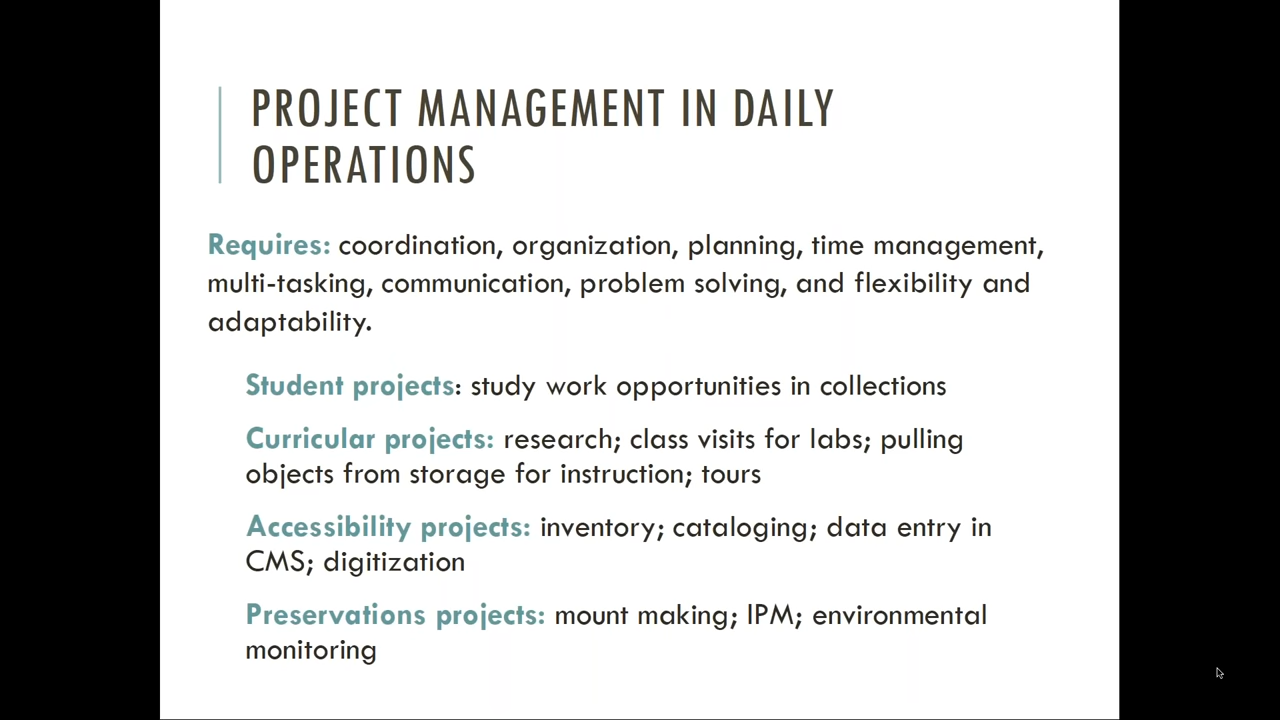 PROJECT MANAGEMENT IN DAILY
OPERATIONS
Requires: coordination, organization, planning, time management,
multi-tasking, communication, problem solving, and flexibility and
adaptability.
Student projects: study work opportunities in collections
Curricular projects: research; class visits for labs; pulling
objects from storage for instruction; tours
Accessibility projects: inventory; cataloging; data entry in
CMS; digitization
Preservations projects: mount making; IPM; environmental
monitoring